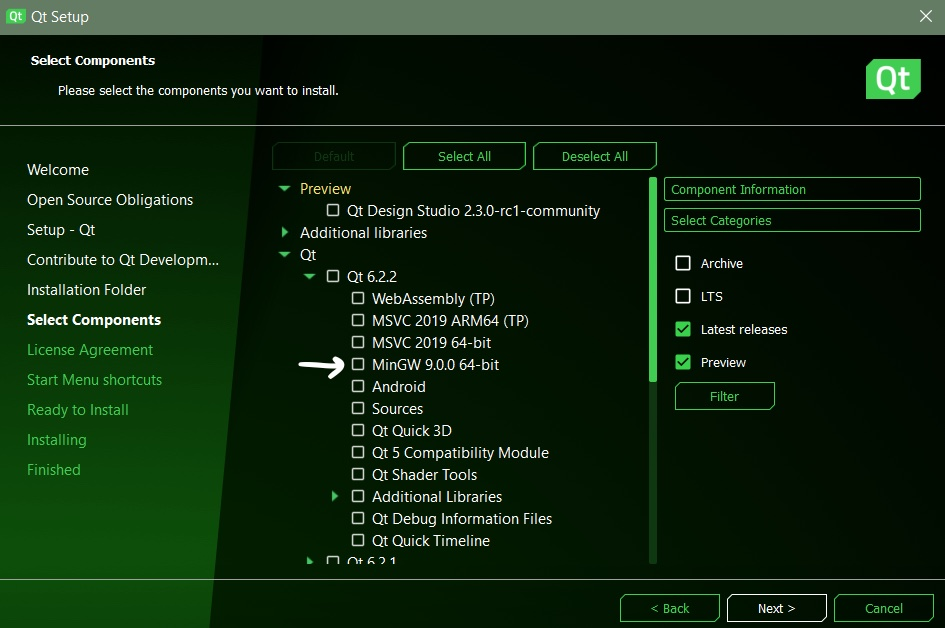 Qt Qt Setup
Select Components
Please select the components you want to install.
Qt
Welcome
Open Source Obligations
Setup - Qt
Contribute to Qt Developm...
Installation Folder
Select Components
License Agreement
Start Menu shortcuts
Ready to Install
Installing
Finished
Default Select All Deselect All
Preview
Qt Design Studio 2.3.0-rc1-community
Additional libraries
Qt
Qt 6.2.2
WebAssembly (TP)
MSVC 2019 ARM64 (TP)
MSVC 2019 64-bit
MinGW 9.0.0 64-bit
Android
Sources
Qt Quick 3D
Qt 5 Compatibility Module
Qt Shader Tools
Additional Libraries
Qt Debug Information Files
Qt Quick Timeline
Qt 6.2.1
Component Information
Select Categories
Archive
LTS
Latest releases
Preview
Filter
< Back Next > Cancel